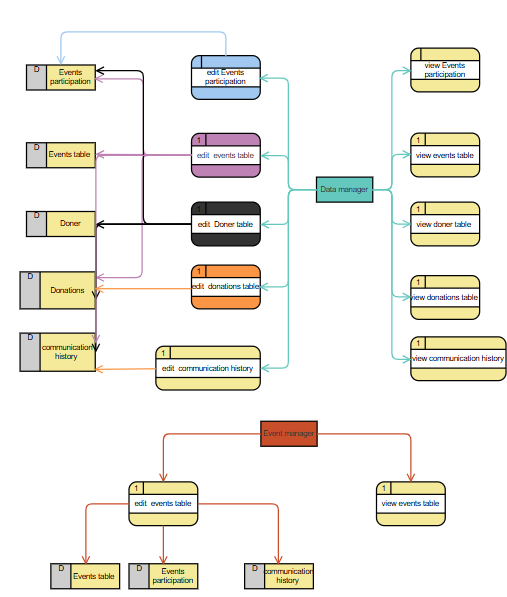 D
Events
participation
edit Events
participation
view Events
participation
D
Events table
1
edit  events table
1
view events table
Data manager
D
Doner
1
edit  Doner table
1
view doner table
D
Donations
1
edit  donations table
1
view donations table
D
communication
history
1
edit  communication history
1
view communication history
Event manager
1
edit  events table
1
view events table
D
Events table
D
Events
participation
D
communication
history